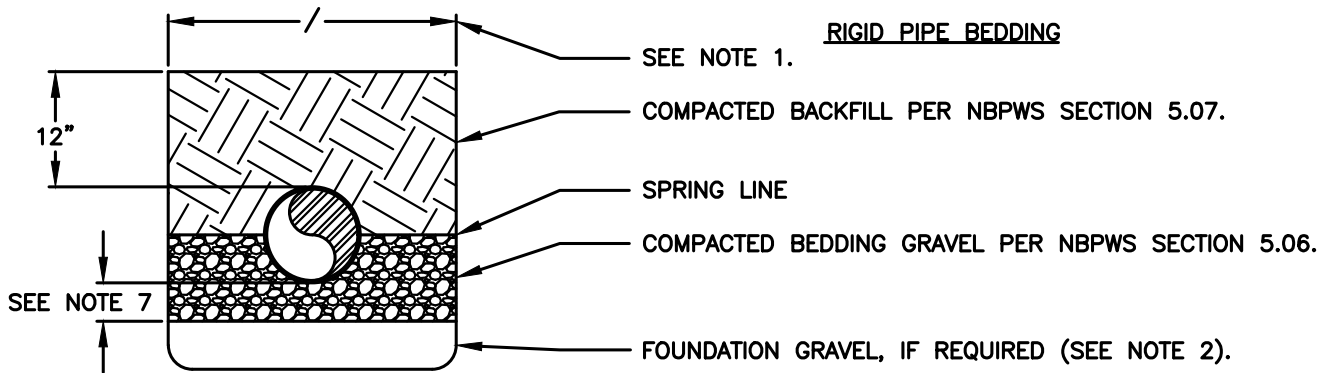 RIGID PIPE BEDDING
SEE NOTE 1.
COMPACTED BACKFILL PER NBPWS SECTION 5.07.
12”
SPRING LINE
COMPACTED BEDDING GRAVEL PER NBPWS SECTION 5.06.
SEE NOTE 7
FOUNDATION GRAVEL, IF REQUIRED (SEE NOTE 2).